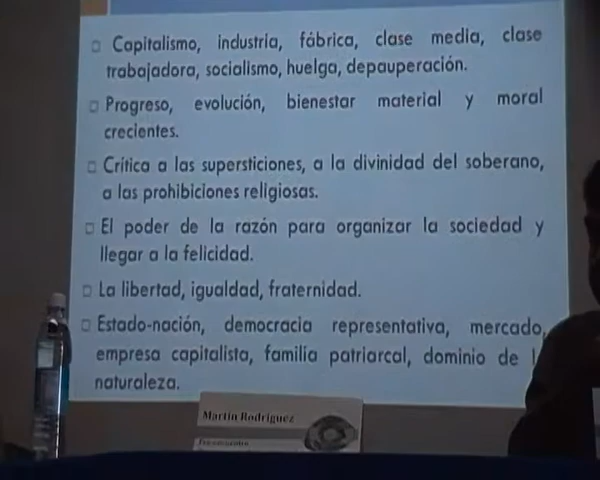 Capitalismo, industria, fábrica, clase media, clase
trabajadora, socialismo, huelga, depauperación.
Progreso, evolución, bienestar material y moral
crecientes.
Crítica a las supersticiones, a la divinidad del soberano,
a las prohibiciones religiosas.
El poder de la razón para organizar la sociedad y
llegar a la felicidad.
La libertad, igualdad, fraternidad.
Estado-nación, democracia representativa, mercado,
empresa capitalista, familia patriarcal, dominio de
naturaleza.
Martín Rodríguez